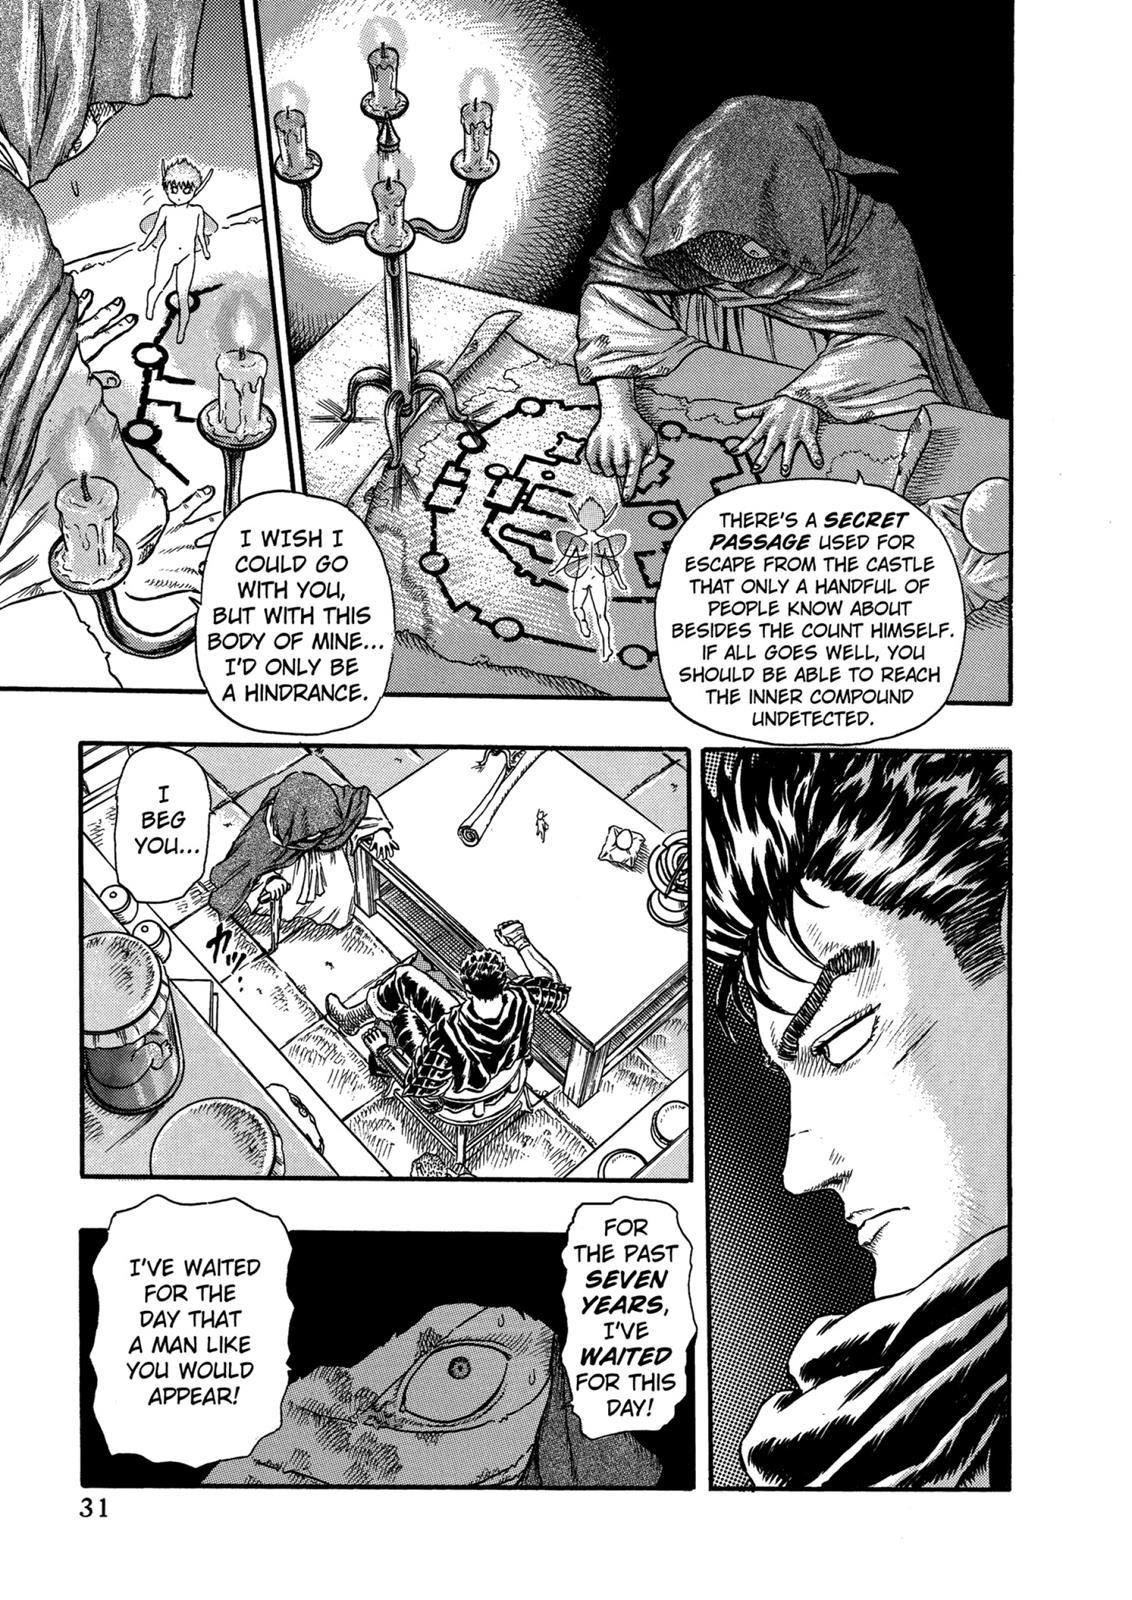 THERE'S A SECRET
PASSAGE USED FOR
ESCAPE FROM THE CASTLE
THAT ONLY A HANDFUL OF
PEOPLE KNOW ABOUT
BESIDES THE COUNT HIMSELF.
IF ALL GOES WELL, YOU
SHOULD BE ABLE TO REACH
THE INNER COMPOUND
UNDETECTED.
I WISH I
COULD GO
WITH YOU,
BUT WITH THIS
BODY OF MINE...
I'D ONLY BE
A HINDRANCE.
I
BEG
YOU...
カッ…
FOR
THE PAST
SEVEN
YEARS,
I'VE
WAITED
FOR THIS
DAY!
I'VE WAITED
FOR THE
DAY THAT
A MAN LIKE
YOU WOULD
APPEAR!
31